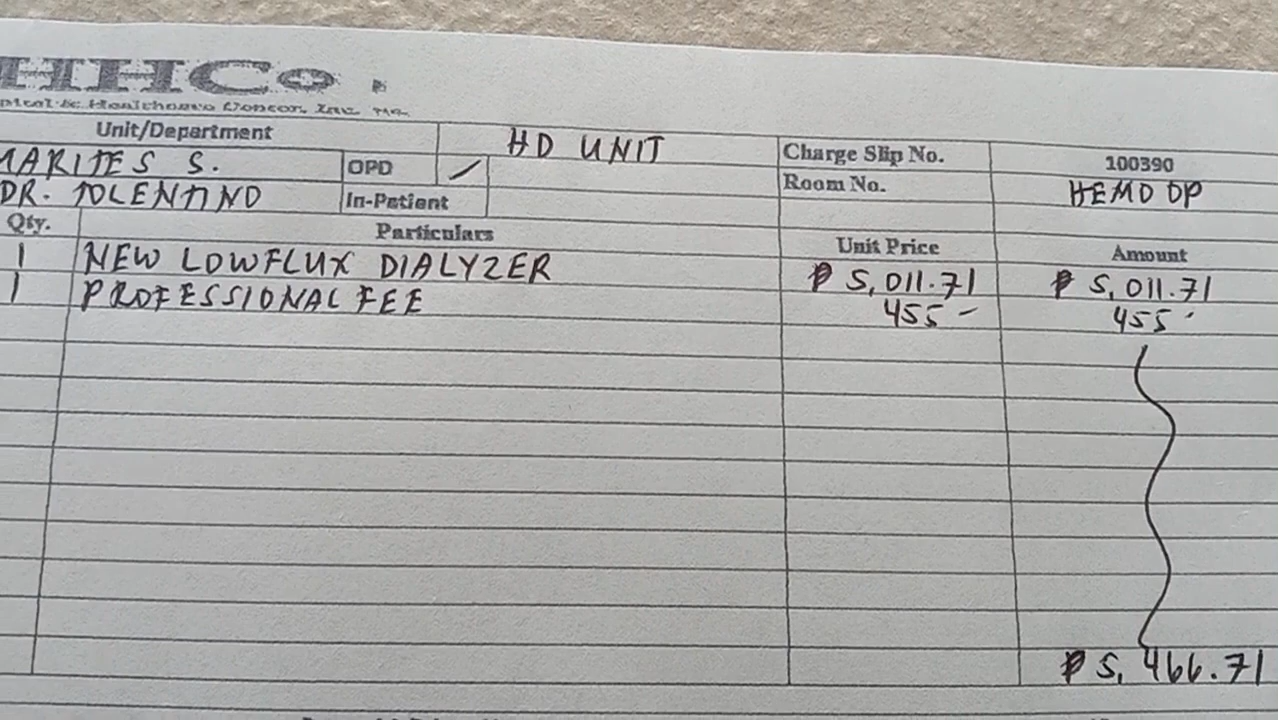 HHCo
Unit/Department HD UNIT Charge Slip No. 100390
MARITES S. OPD ✓ Room No. HEMO OP
DR. TOLENTINO In-Patient
Qty. Particulars Unit Price Amount
1 NEW LOWFLUX DIALYZER ₱ 5,011.71 ₱ 5,011.71
1 PROFESSIONAL FEE 455 - 455 -
₱ 5,466.71